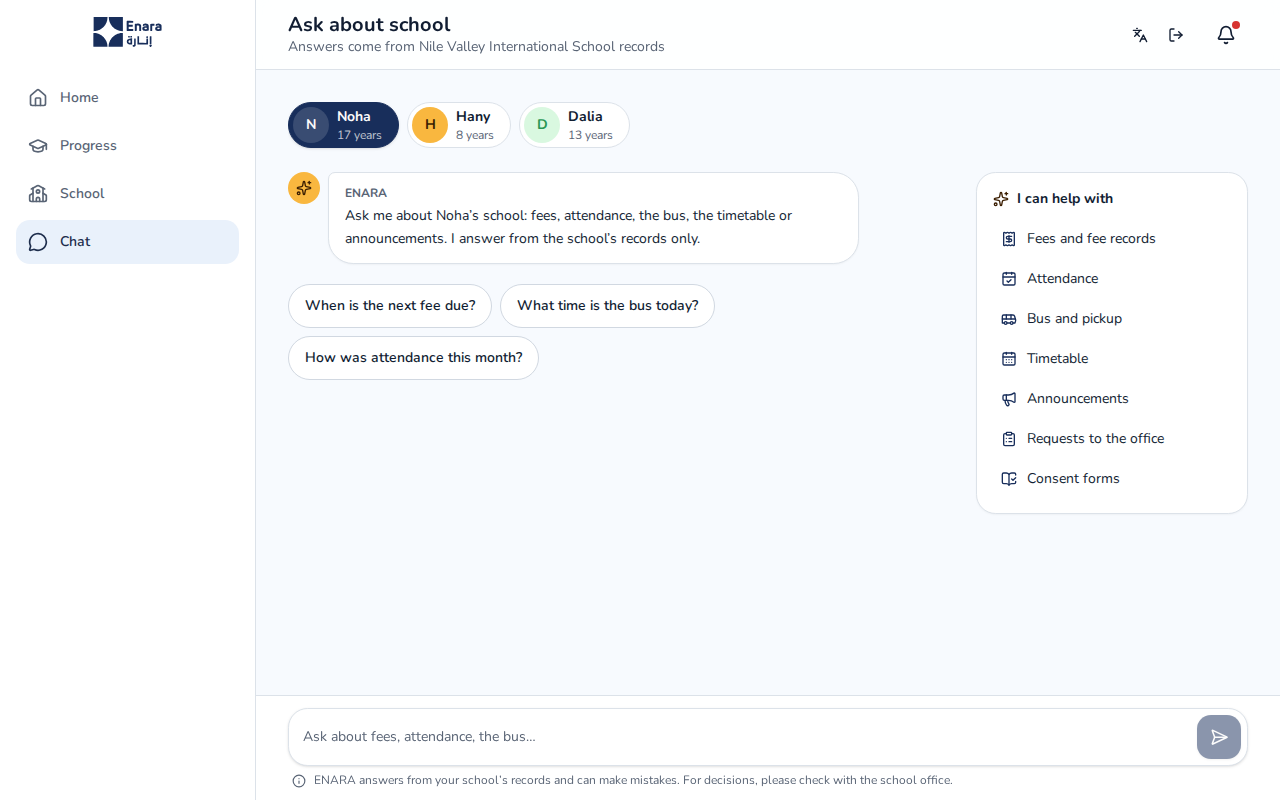 Enara
إنارة
Home
Progress
School
Chat
Ask about school
Answers come from Nile Valley International School records
N
Noha
17 years
H
Hany
8 years
D
Dalia
13 years
ENARA
Ask me about Noha’s school: fees, attendance, the bus, the timetable or
announcements. I answer from the school’s records only.
When is the next fee due?
What time is the bus today?
How was attendance this month?
I can help with
Fees and fee records
Attendance
Bus and pickup
Timetable
Announcements
Requests to the office
Consent forms
Ask about fees, attendance, the bus…
ENARA answers from your school’s records and can make mistakes. For decisions, please check with the school office.